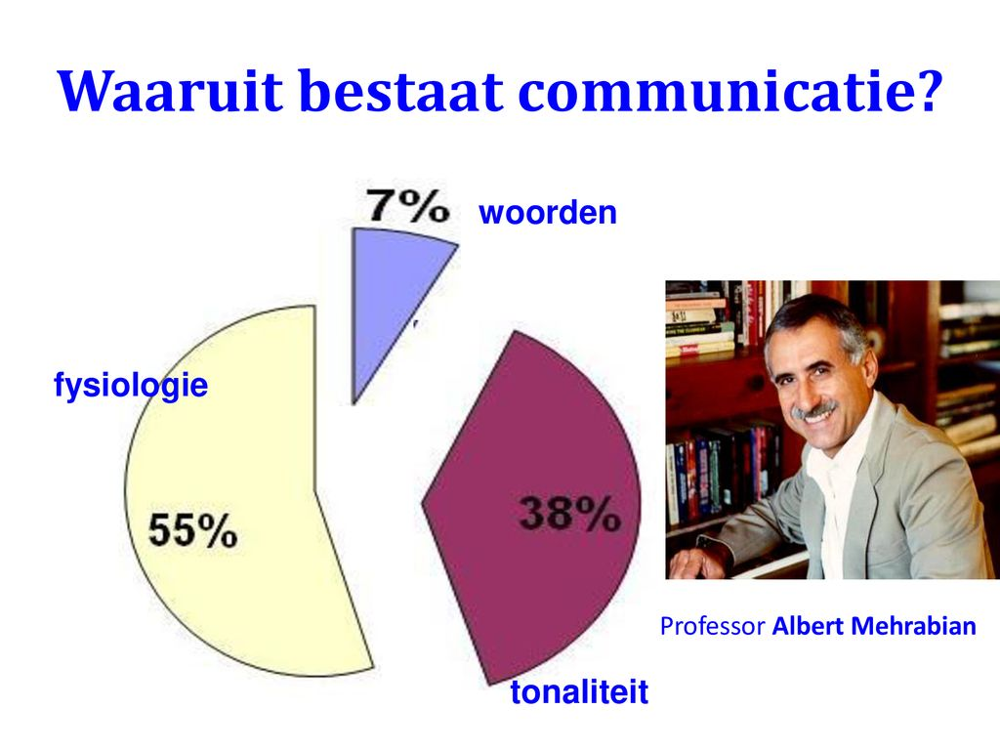 Waaruit bestaat communicatie?
7% woorden
fysiologie
55%
38%
Professor Albert Mehrabian
tonaliteit